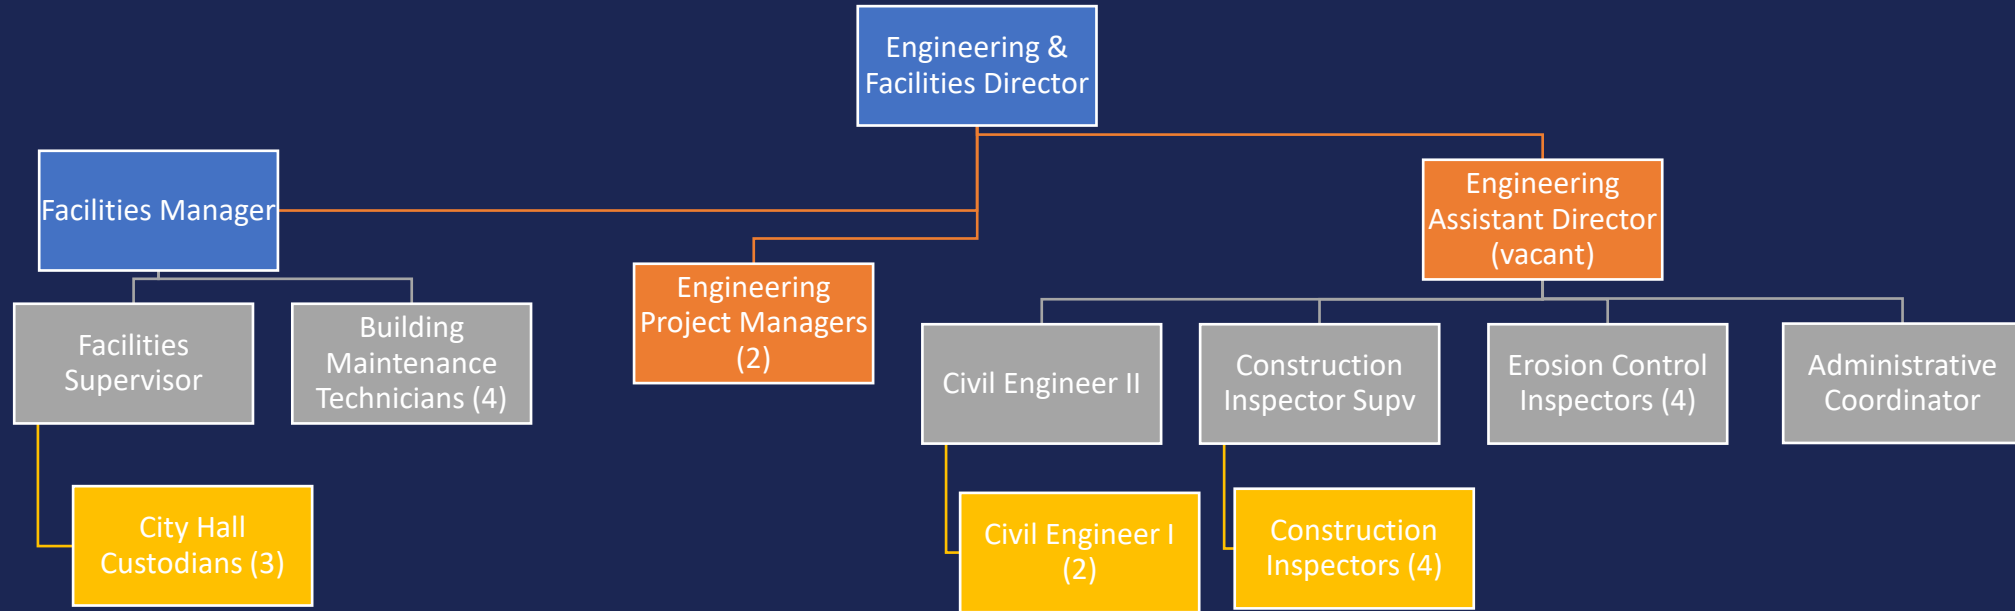 Engineering &
Facilities Director
Facilities Manager
Engineering
Assistant Director
(vacant)
Engineering
Project Managers
(2)
Facilities
Supervisor
Building
Maintenance
Technicians (4)
Civil Engineer II
Construction
Inspector Supv
Erosion Control
Inspectors (4)
Administrative
Coordinator
City Hall
Custodians (3)
Civil Engineer I
(2)
Construction
Inspectors (4)